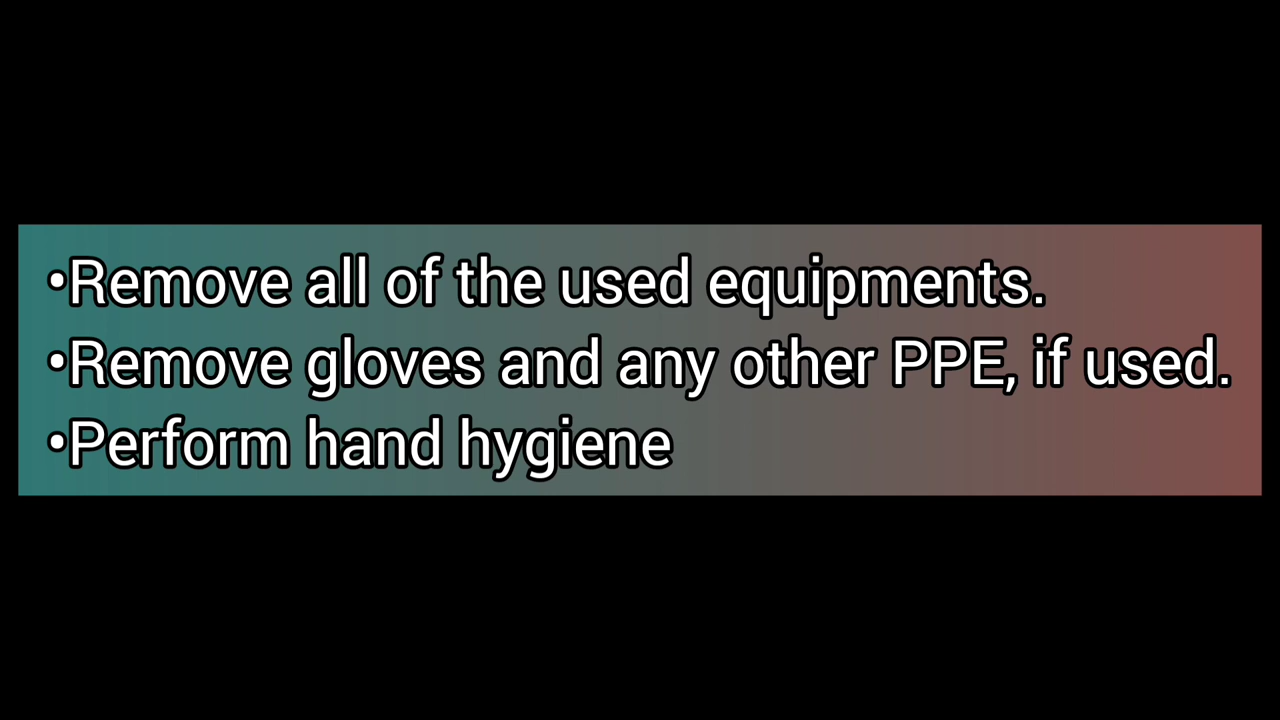 •Remove all of the used equipments.
•Remove gloves and any other PPE, if used.
•Perform hand hygiene